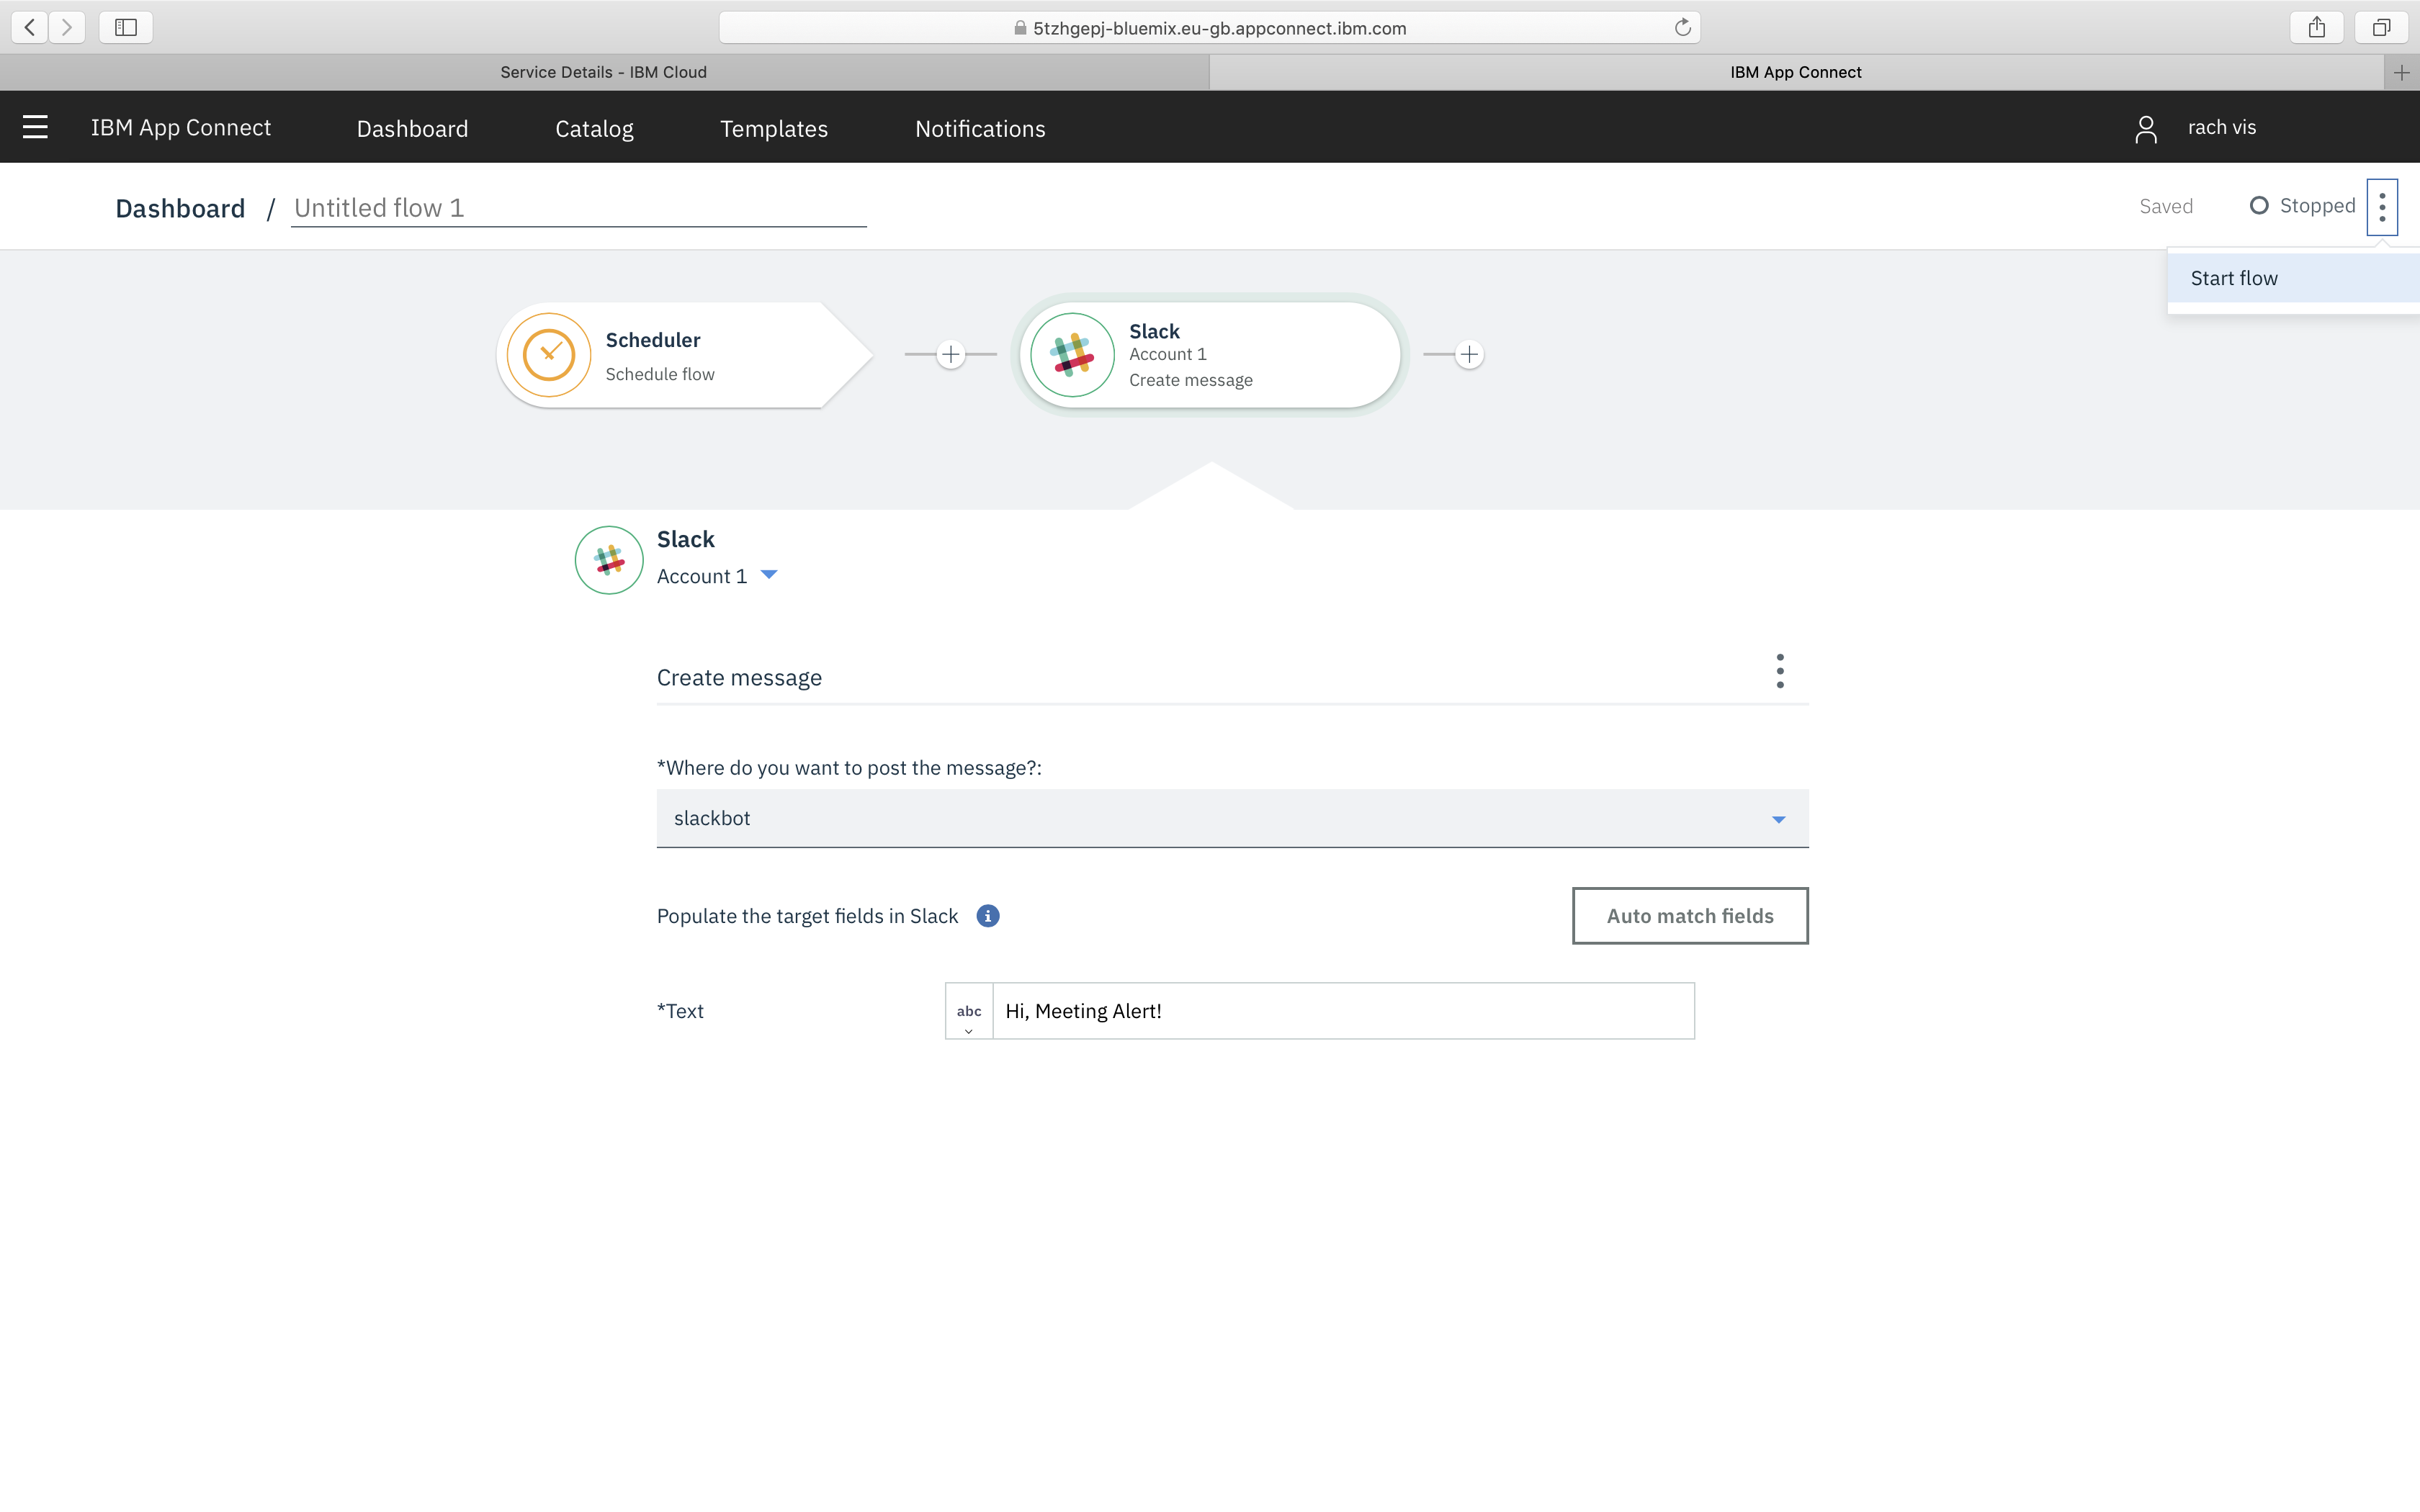 5tzhgepj-bluemix.eu-gb.appconnect.ibm.com
Service Details - IBM Cloud
IBM App Connect
IBM App Connect
Dashboard
Catalog
Templates
Notifications
rach vis
Dashboard / Untitled flow 1
Saved
Stopped
Start flow
Scheduler
Schedule flow
Slack
Account 1
Create message
Slack
Account 1
Create message
*Where do you want to post the message?:
slackbot
Populate the target fields in Slack
Auto match fields
*Text
abc
Hi, Meeting Alert!